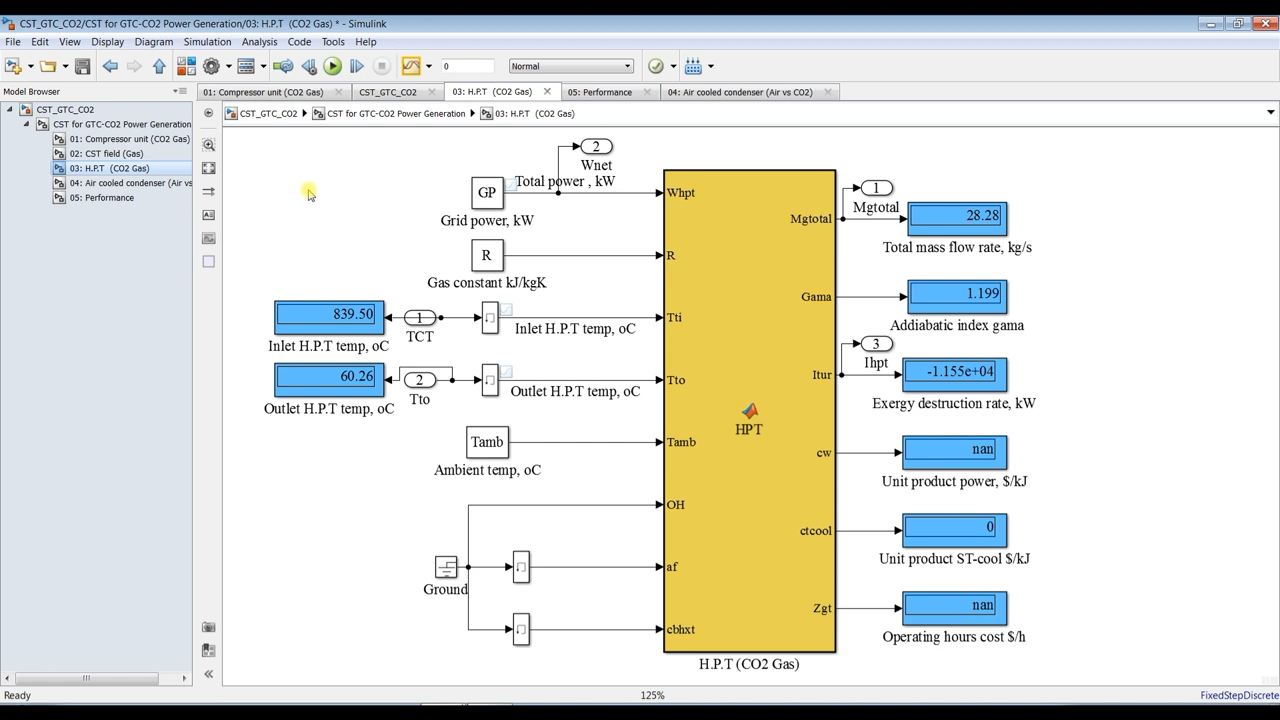 CST_GTC_CO2/CST for GTC-CO2 Power Generation/03: H.P.T (CO2 Gas) * - Simulink
File Edit View Display Diagram Simulation Analysis Code Tools Help
0 Normal
Model Browser
01: Compressor unit (CO2 Gas) CST_GTC_CO2 03: H.P.T (CO2 Gas) 05: Performance 04: Air cooled condenser (Air vs CO2)
CST_GTC_CO2 CST for GTC-CO2 Power Generation 03: H.P.T (CO2 Gas)
CST_GTC_CO2
CST for GTC-CO2 Power Generation
01: Compressor unit (CO2 Gas)
02: CST field (Gas)
03: H.P.T (CO2 Gas)
04: Air cooled condenser (Air vs
05: Performance
2
Wnet
Total power , kW
GP
Grid power, kW
R
Gas constant kJ/kgK
839.50
Inlet H.P.T temp, oC
1
TCT
Inlet H.P.T temp, oC
60.26
Outlet H.P.T temp, oC
2
Tto
Outlet H.P.T temp, oC
Tamb
Ambient temp, oC
Ground
Whpt
R
Tti
Tto
Tamb
OH
af
cbhxt
HPT
Mgtotal
Gama
Itur
cw
ctcool
Zgt
H.P.T (CO2 Gas)
1
Mgtotal
28.28
Total mass flow rate, kg/s
1.199
Addiabatic index gama
3
Ihpt
-1.155e+04
Exergy destruction rate, kW
nan
Unit product power, $/kJ
0
Unit product ST-cool $/kJ
nan
Operating hours cost $/h
Ready 125% FixedStepDiscrete